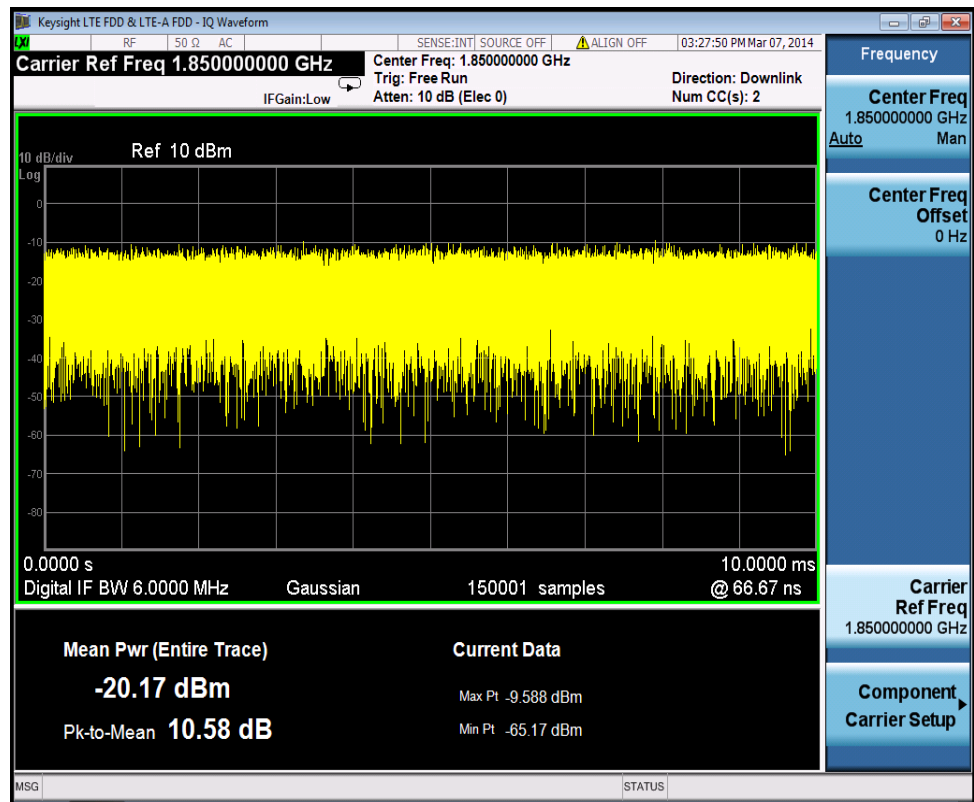 Keysight LTE FDD & LTE-A FDD - IQ Waveform
LXI RF 50 Ω AC SENSE:INT SOURCE OFF ALIGN OFF 03:27:50 PM Mar 07, 2014
Carrier Ref Freq 1.850000000 GHz
Center Freq: 1.850000000 GHz
Trig: Free Run Direction: Downlink
IFGain:Low Atten: 10 dB (Elec 0) Num CC(s): 2
10 dB/div Ref 10 dBm
Log
0
-10
-20
-30
-40
-50
-60
-70
-80
0.0000 s 10.0000 ms
Digital IF BW 6.0000 MHz Gaussian 150001 samples @ 66.67 ns
Mean Pwr (Entire Trace) Current Data
-20.17 dBm Max Pt -9.588 dBm
Pk-to-Mean 10.58 dB Min Pt -65.17 dBm
MSG STATUS
Frequency
Center Freq
1.850000000 GHz
Auto Man
Center Freq
Offset
0 Hz
Carrier
Ref Freq
1.850000000 GHz
Component
Carrier Setup